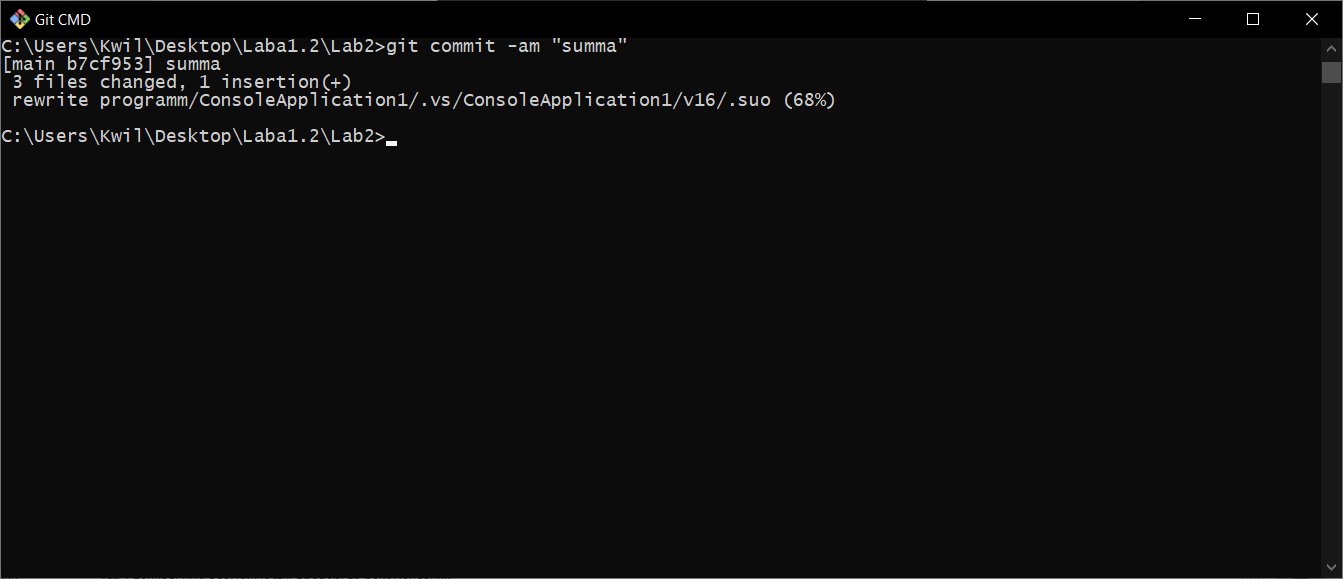 Git CMD
C:\Users\Kwil\Desktop\Laba1.2\Lab2>git commit -am "summa"
[main b7cf953] summa
 3 files changed, 1 insertion(+)
 rewrite programm/ConsoleApplication1/.vs/ConsoleApplication1/v16/.suo (68%)
C:\Users\Kwil\Desktop\Laba1.2\Lab2>